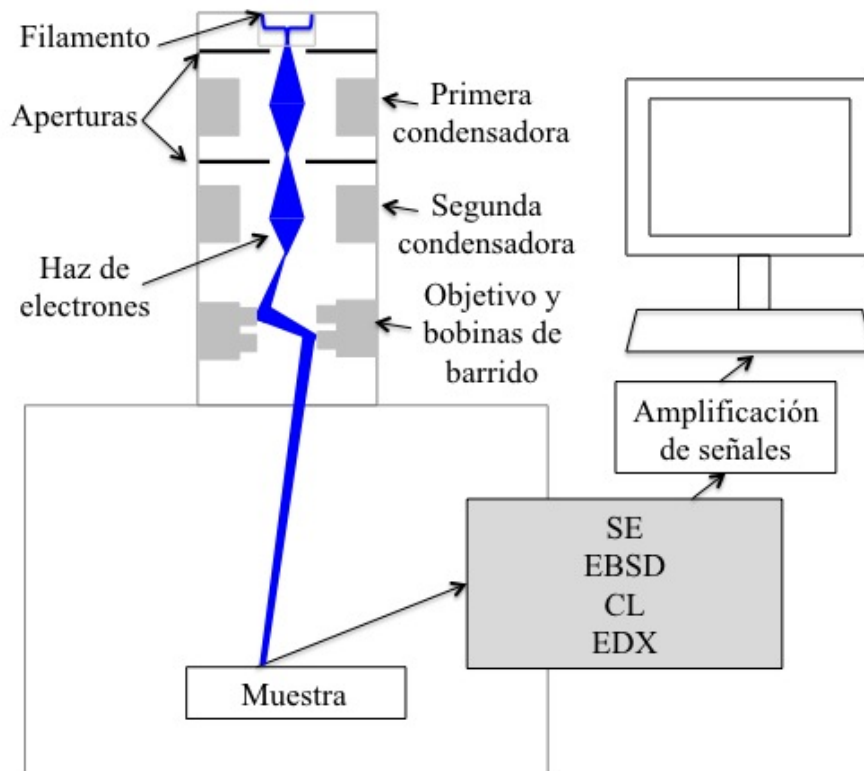 Filamento
Aperturas
Primera
condensadora
Segunda
condensadora
Haz de
electrones
Objetivo y
bobinas de
barrido
Amplificación
de señales
SE
EBSD
CL
EDX
Muestra